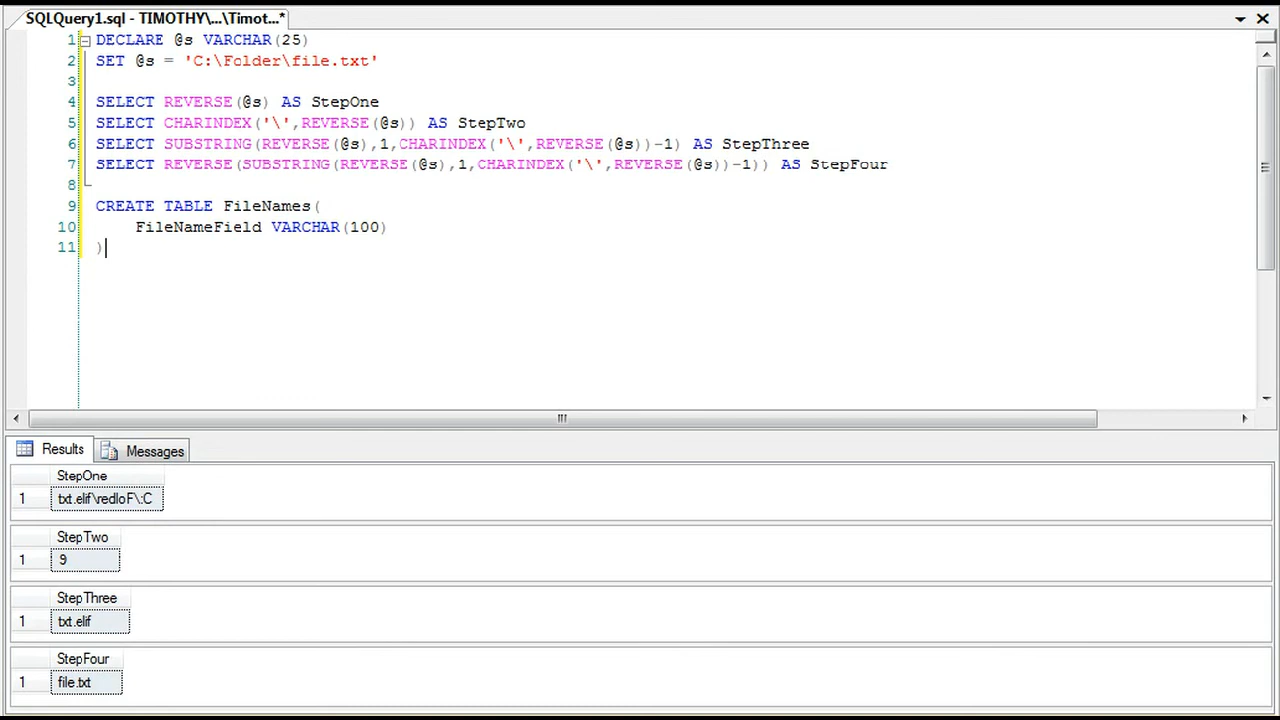 SQLQuery1.sql - TIMOTHY\...\Timot...*
1 DECLARE @s VARCHAR(25)
2 SET @s = 'C:\Folder\file.txt'
3
4 SELECT REVERSE(@s) AS StepOne
5 SELECT CHARINDEX('\',REVERSE(@s)) AS StepTwo
6 SELECT SUBSTRING(REVERSE(@s),1,CHARINDEX('\',REVERSE(@s))-1) AS StepThree
7 SELECT REVERSE(SUBSTRING(REVERSE(@s),1,CHARINDEX('\',REVERSE(@s))-1)) AS StepFour
8
9 CREATE TABLE FileNames(
10 FileNameField VARCHAR(100)
11 )
Results Messages
StepOne
1 txt.elif\redloF\:C
StepTwo
1 9
StepThree
1 txt.elif
StepFour
1 file.txt